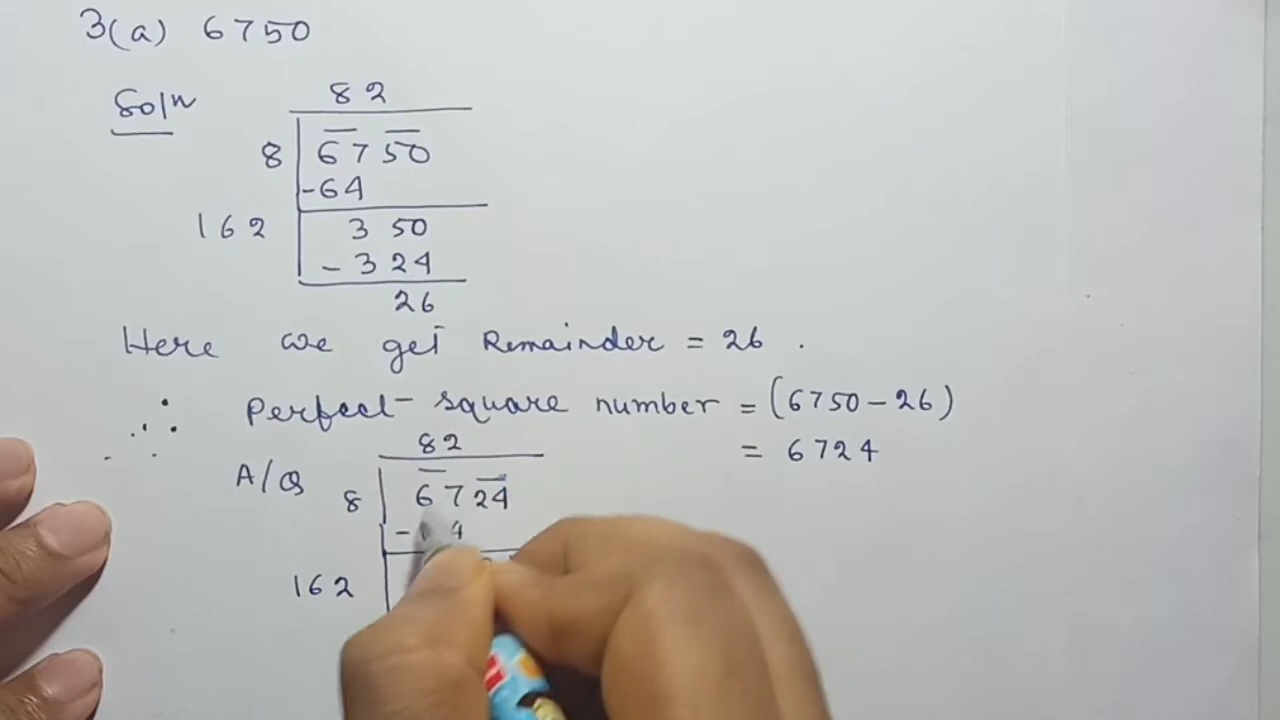 3(a) 6750
Soln
82
8 6750
-64
162 350
-324
26
Here we get Remainder = 26 .
∴ Perfect-square number = (6750-26)
= 6724
A/Q
82
8 6724
162